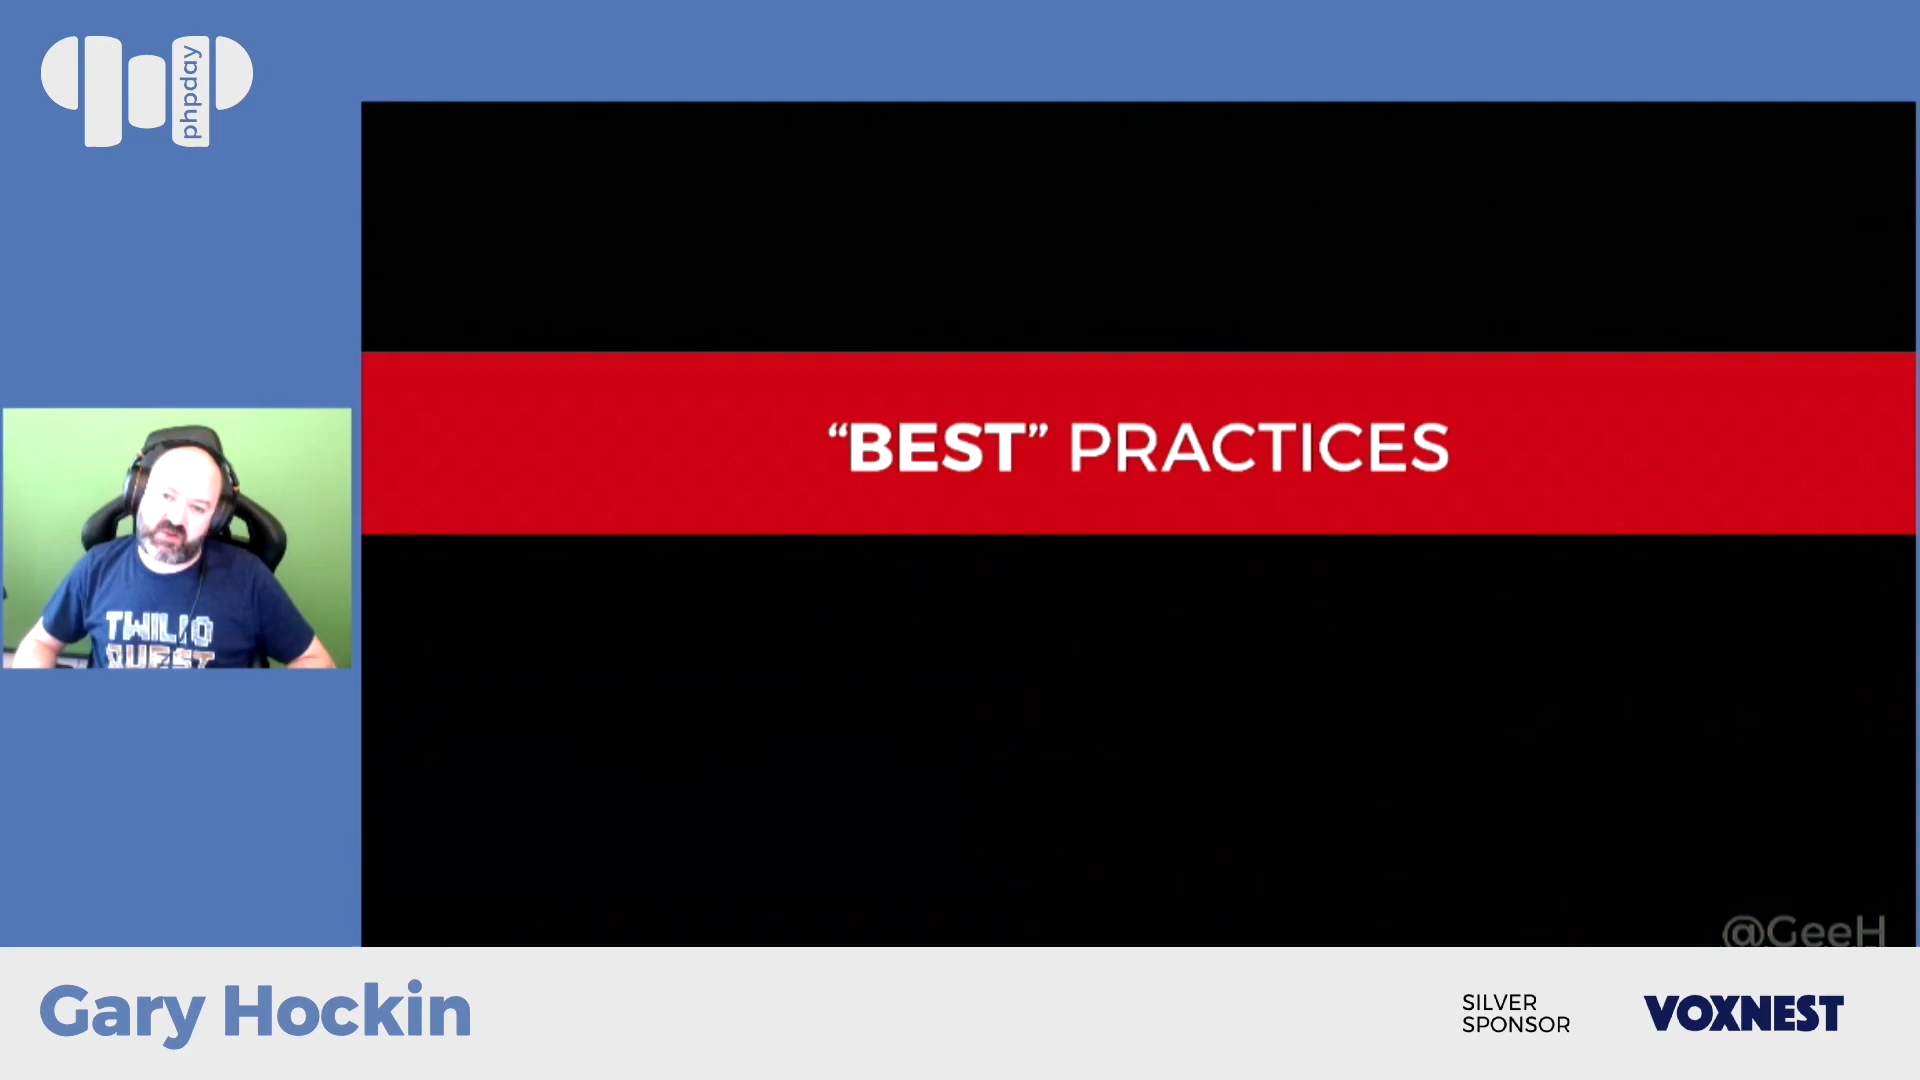 phpday
“BEST” PRACTICES
TWILIO
QUEST
@GeeH
Gary Hockin
SILVER
SPONSOR
VOXNEST